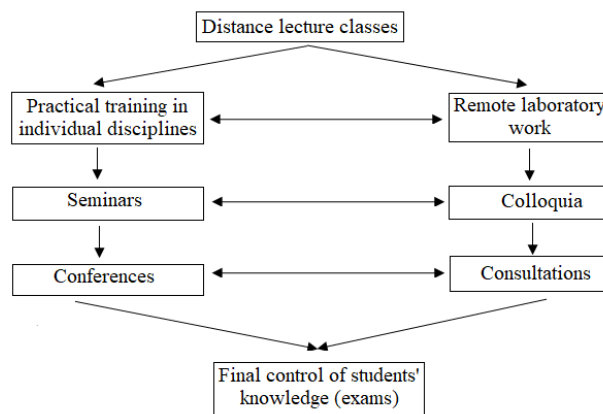 Distance lecture classes
Practical training in
individual disciplines
Remote laboratory
work
Seminars
Colloquia
Conferences
Consultations
Final control of students'
knowledge (exams)